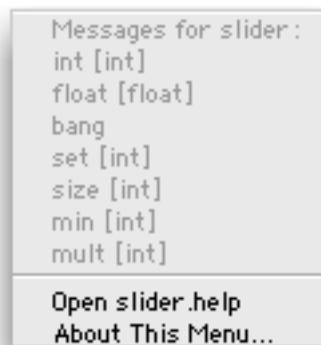 Messages for slider:
int [int]
float [float]
bang
set [int]
size [int]
min [int]
mult [int]
Open slider.help
About This Menu...